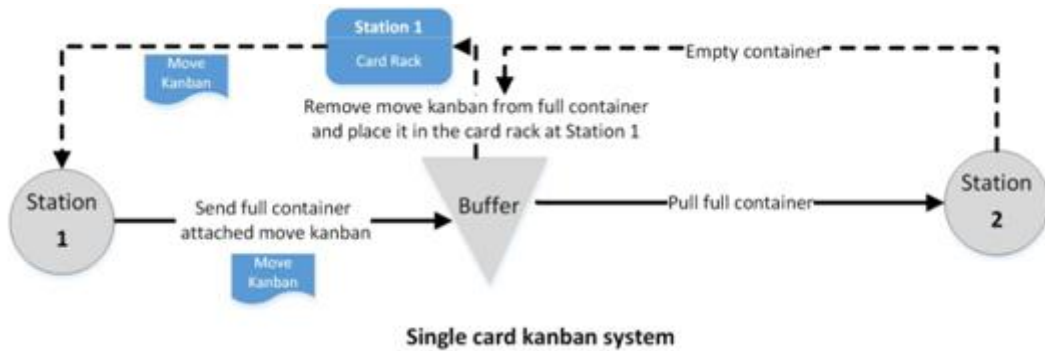 Station 1
Card Rack
Empty container
Move
Kanban
Remove move kanban from full container
and place it in the card rack at Station 1
Station
1
Send full container
attached move kanban
Buffer
Pull full container
Station
2
Move
Kanban
Single card kanban system